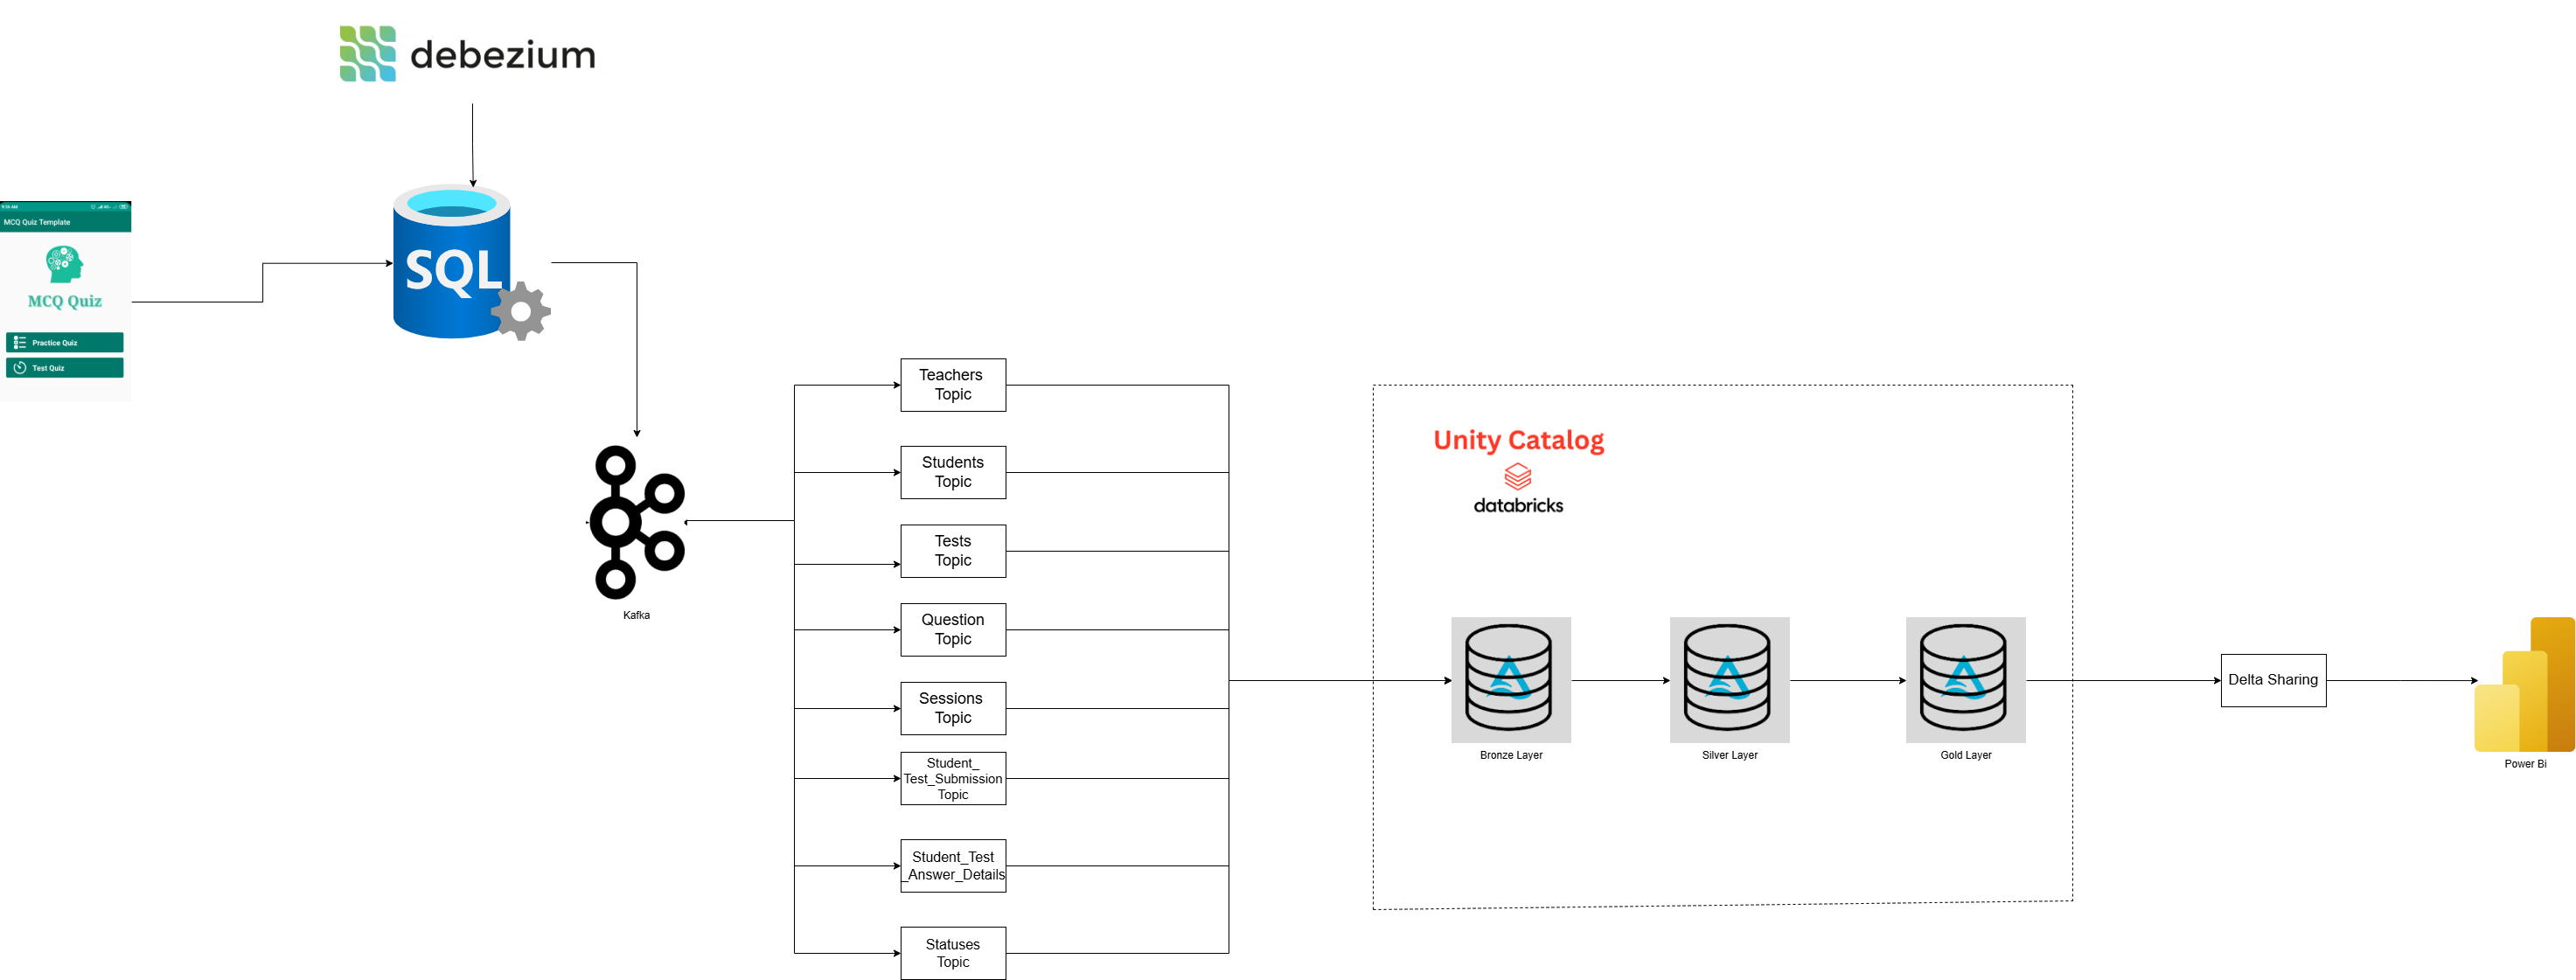 debezium
MCQ Quiz Template
MCQ Quiz
Practice Quiz
Test Quiz
SQL
Kafka
Teachers
Topic
Students
Topic
Tests
Topic
Question
Topic
Sessions
Topic
Student_
Test_Submission
Topic
Student_Test
_Answer_Details
Statuses
Topic
Unity Catalog
databricks
Bronze Layer
Silver Layer
Gold Layer
Delta Sharing
Power Bi